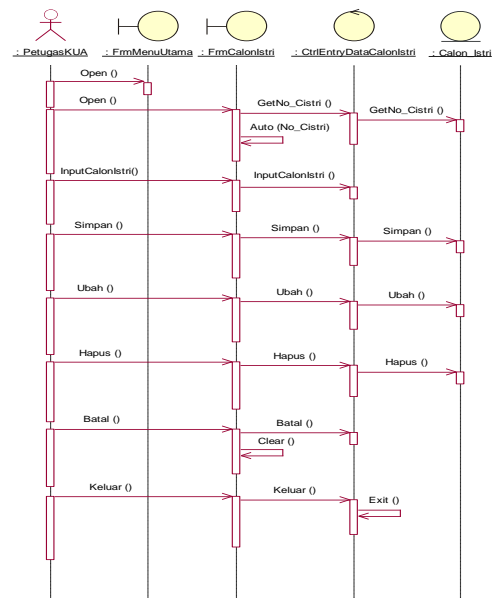 : PetugasKUA
: FrmMenuUtama
: FrmCalonIstri
: CtrlEntryDataCalonIstri
: Calon_Istri
Open ()
Open ()
GetNo_Cistri ()
GetNo_Cistri ()
Auto (No_Cistri)
InputCalonIstri()
InputCalonIstri ()
Simpan ()
Simpan ()
Simpan ()
Ubah ()
Ubah ()
Ubah ()
Hapus ()
Hapus ()
Hapus ()
Batal ()
Batal ()
Clear ()
Keluar ()
Keluar ()
Exit ()